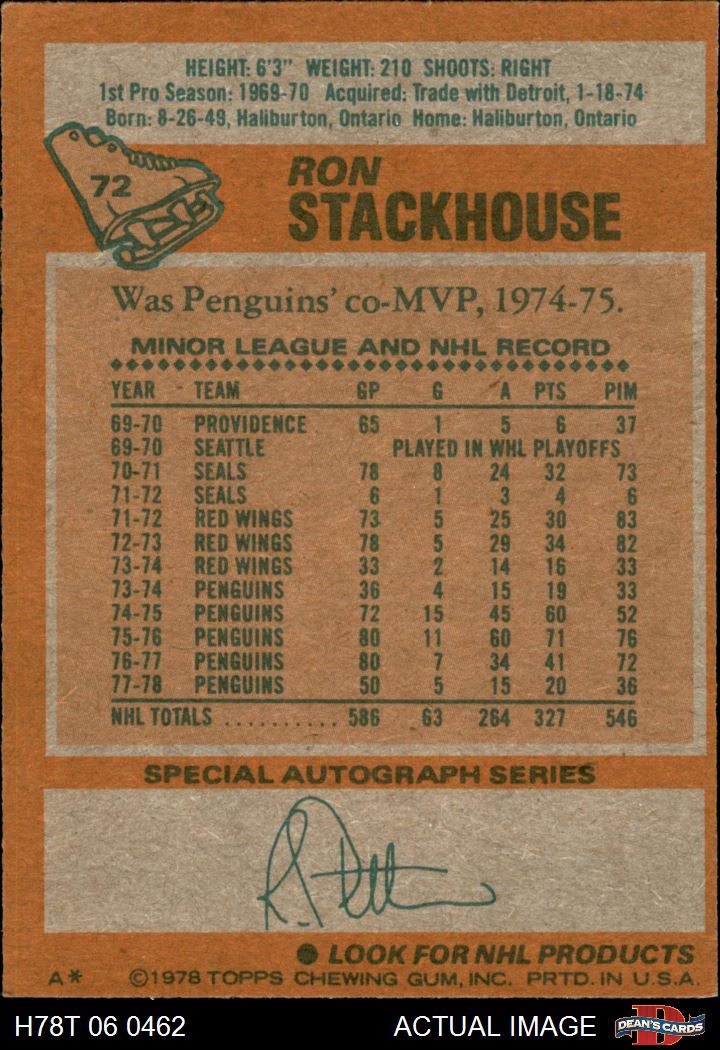 HEIGHT: 6'3" WEIGHT: 210 SHOOTS: RIGHT
1st Pro Season: 1969-70 Acquired: Trade with Detroit, 1-18-74
Born: 8-26-49, Haliburton, Ontario Home: Haliburton, Ontario
72
RON
STACKHOUSE
Was Penguins' co-MVP, 1974-75.
MINOR LEAGUE AND NHL RECORD
YEAR TEAM GP G A PTS PIM
69-70 PROVIDENCE 65 1 5 6 37
69-70 SEATTLE PLAYED IN WHL PLAYOFFS
70-71 SEALS 78 8 24 32 73
71-72 SEALS 6 1 3 4 6
71-72 RED WINGS 73 5 25 30 83
72-73 RED WINGS 78 5 29 34 82
73-74 RED WINGS 33 2 14 16 33
73-74 PENGUINS 36 4 15 19 33
74-75 PENGUINS 72 15 45 60 52
75-76 PENGUINS 80 11 60 71 76
76-77 PENGUINS 80 7 34 41 72
77-78 PENGUINS 50 5 15 20 36
NHL TOTALS .......... 586 63 264 327 546
SPECIAL AUTOGRAPH SERIES
● LOOK FOR NHL PRODUCTS
A* ©1978 TOPPS CHEWING GUM, INC. PRTD. IN U.S.A.
H78T 06 0462 ACTUAL IMAGE DEAN'S CARDS